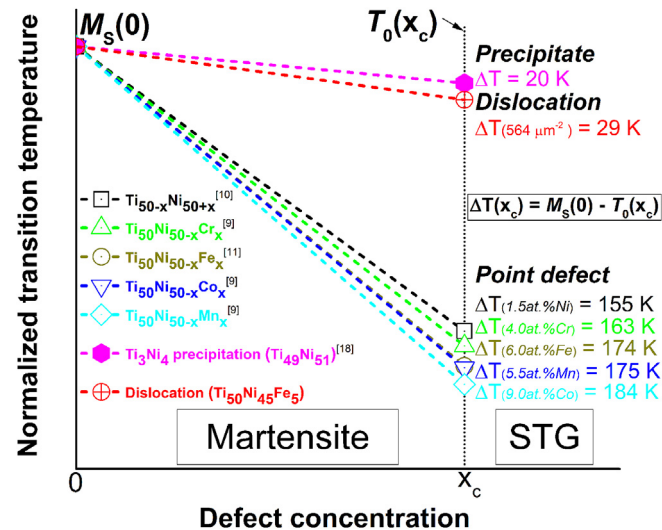 M_S(0)
T_0(x_c)
Precipitate
ΔT = 20 K
Dislocation
ΔT(564 μm⁻²) = 29 K
ΔT(x_c) = M_S(0) - T_0(x_c)
Ti50-xNi50+x[10]
Ti50Ni50-xCrx[9]
Ti50Ni50-xFex[11]
Ti50Ni50-xCox[9]
Ti50Ni50-xMnx[9]
Ti3Ni4 precipitation (Ti49Ni51)[18]
Dislocation (Ti50Ni45Fe5)
Point defect
ΔT(1.5at.%Ni) = 155 K
ΔT(4.0at.%Cr) = 163 K
ΔT(6.0at.%Fe) = 174 K
ΔT(5.5at.%Mn) = 175 K
ΔT(9.0at.%Co) = 184 K
Martensite
STG
0
x_c
Defect concentration
Normalized transition temperature